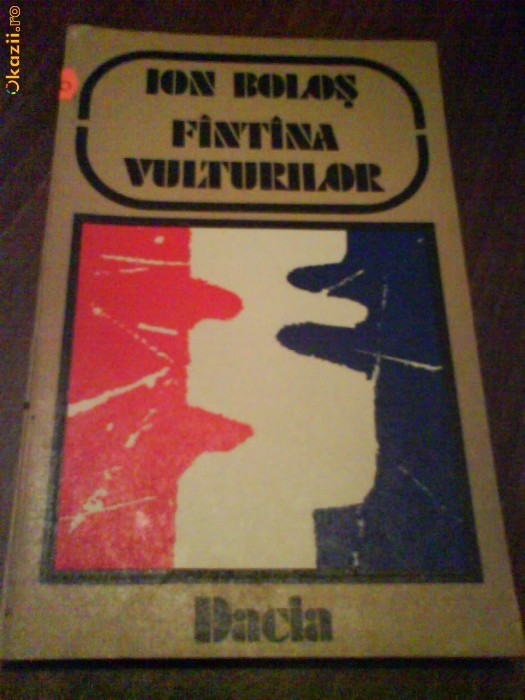 Okazii.ro
ION BOLOŞ
FÎNTÎNA
VULTURILOR
Dacia